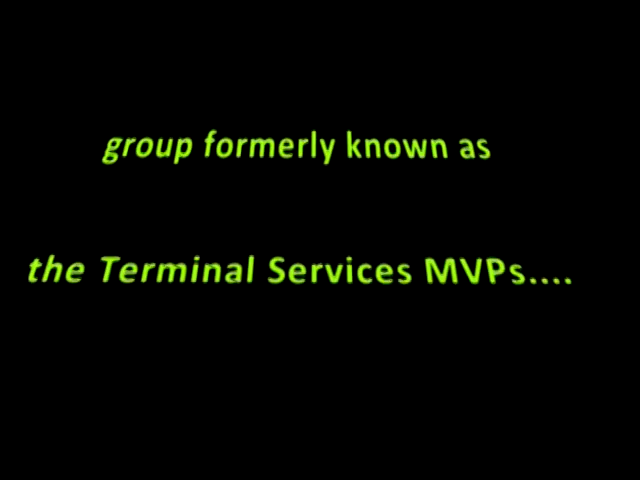 group formerly known as
the Terminal Services MVPs....